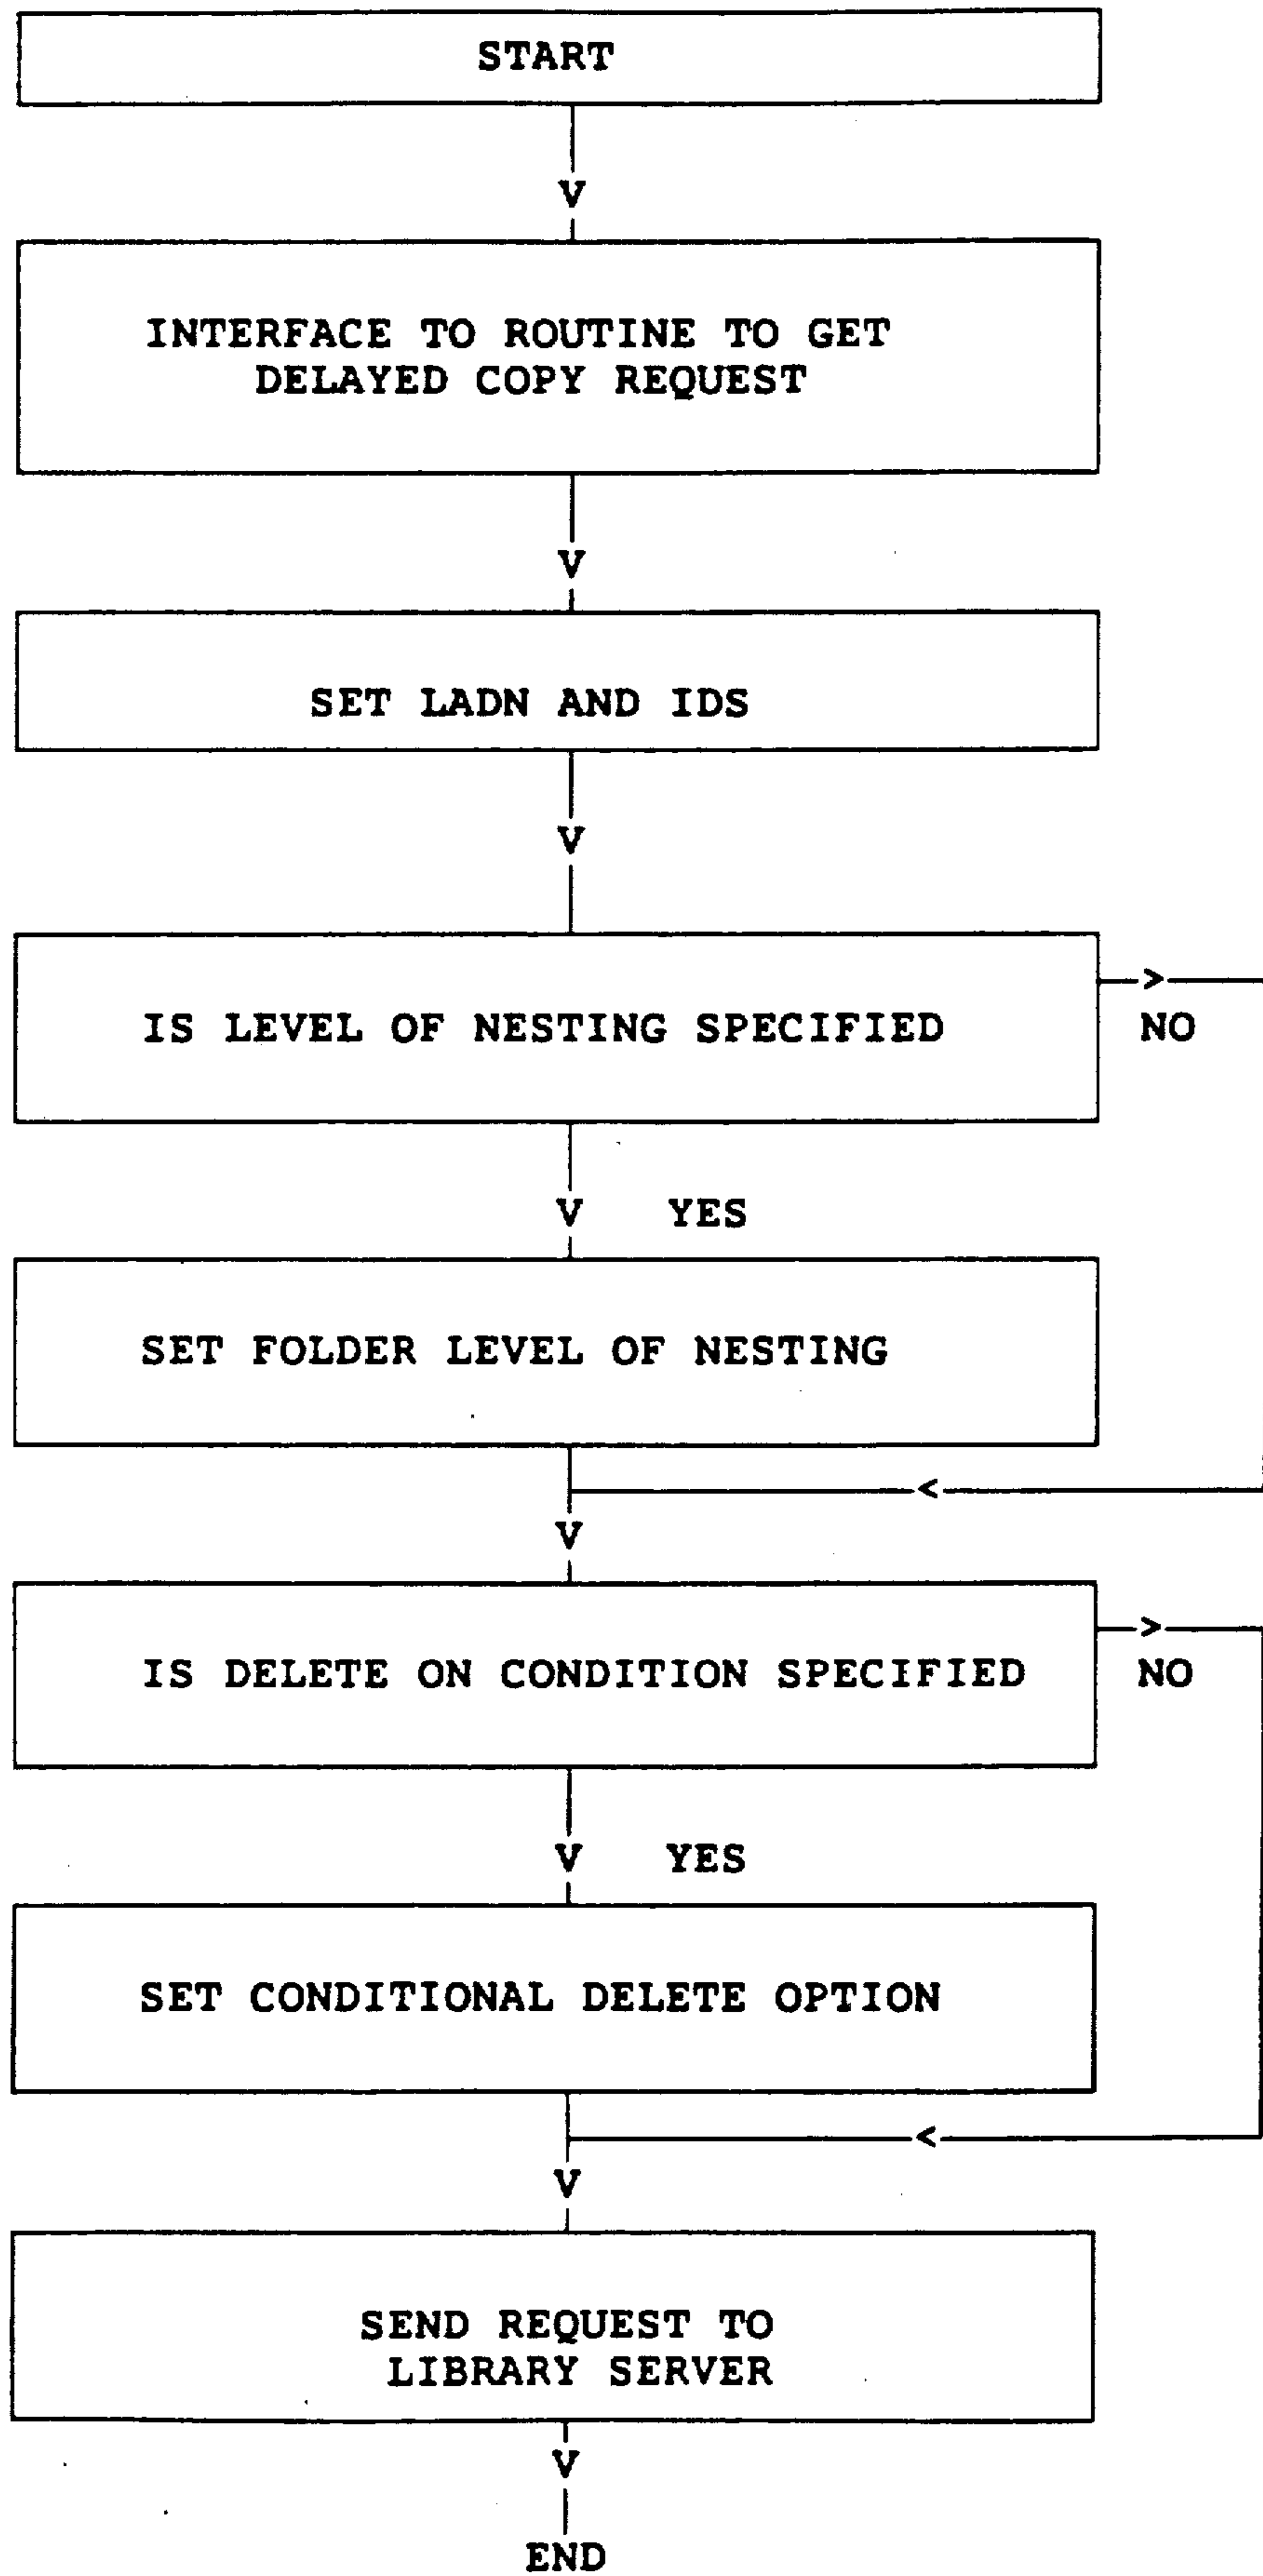 START
V
INTERFACE TO ROUTINE TO GET
DELAYED COPY REQUEST
V
SET LADN AND IDS
V
IS LEVEL OF NESTING SPECIFIED
>
NO
V YES
SET FOLDER LEVEL OF NESTING
<
V
IS DELETE ON CONDITION SPECIFIED
>
NO
V YES
SET CONDITIONAL DELETE OPTION
<
V
SEND REQUEST TO
LIBRARY SERVER
V
END